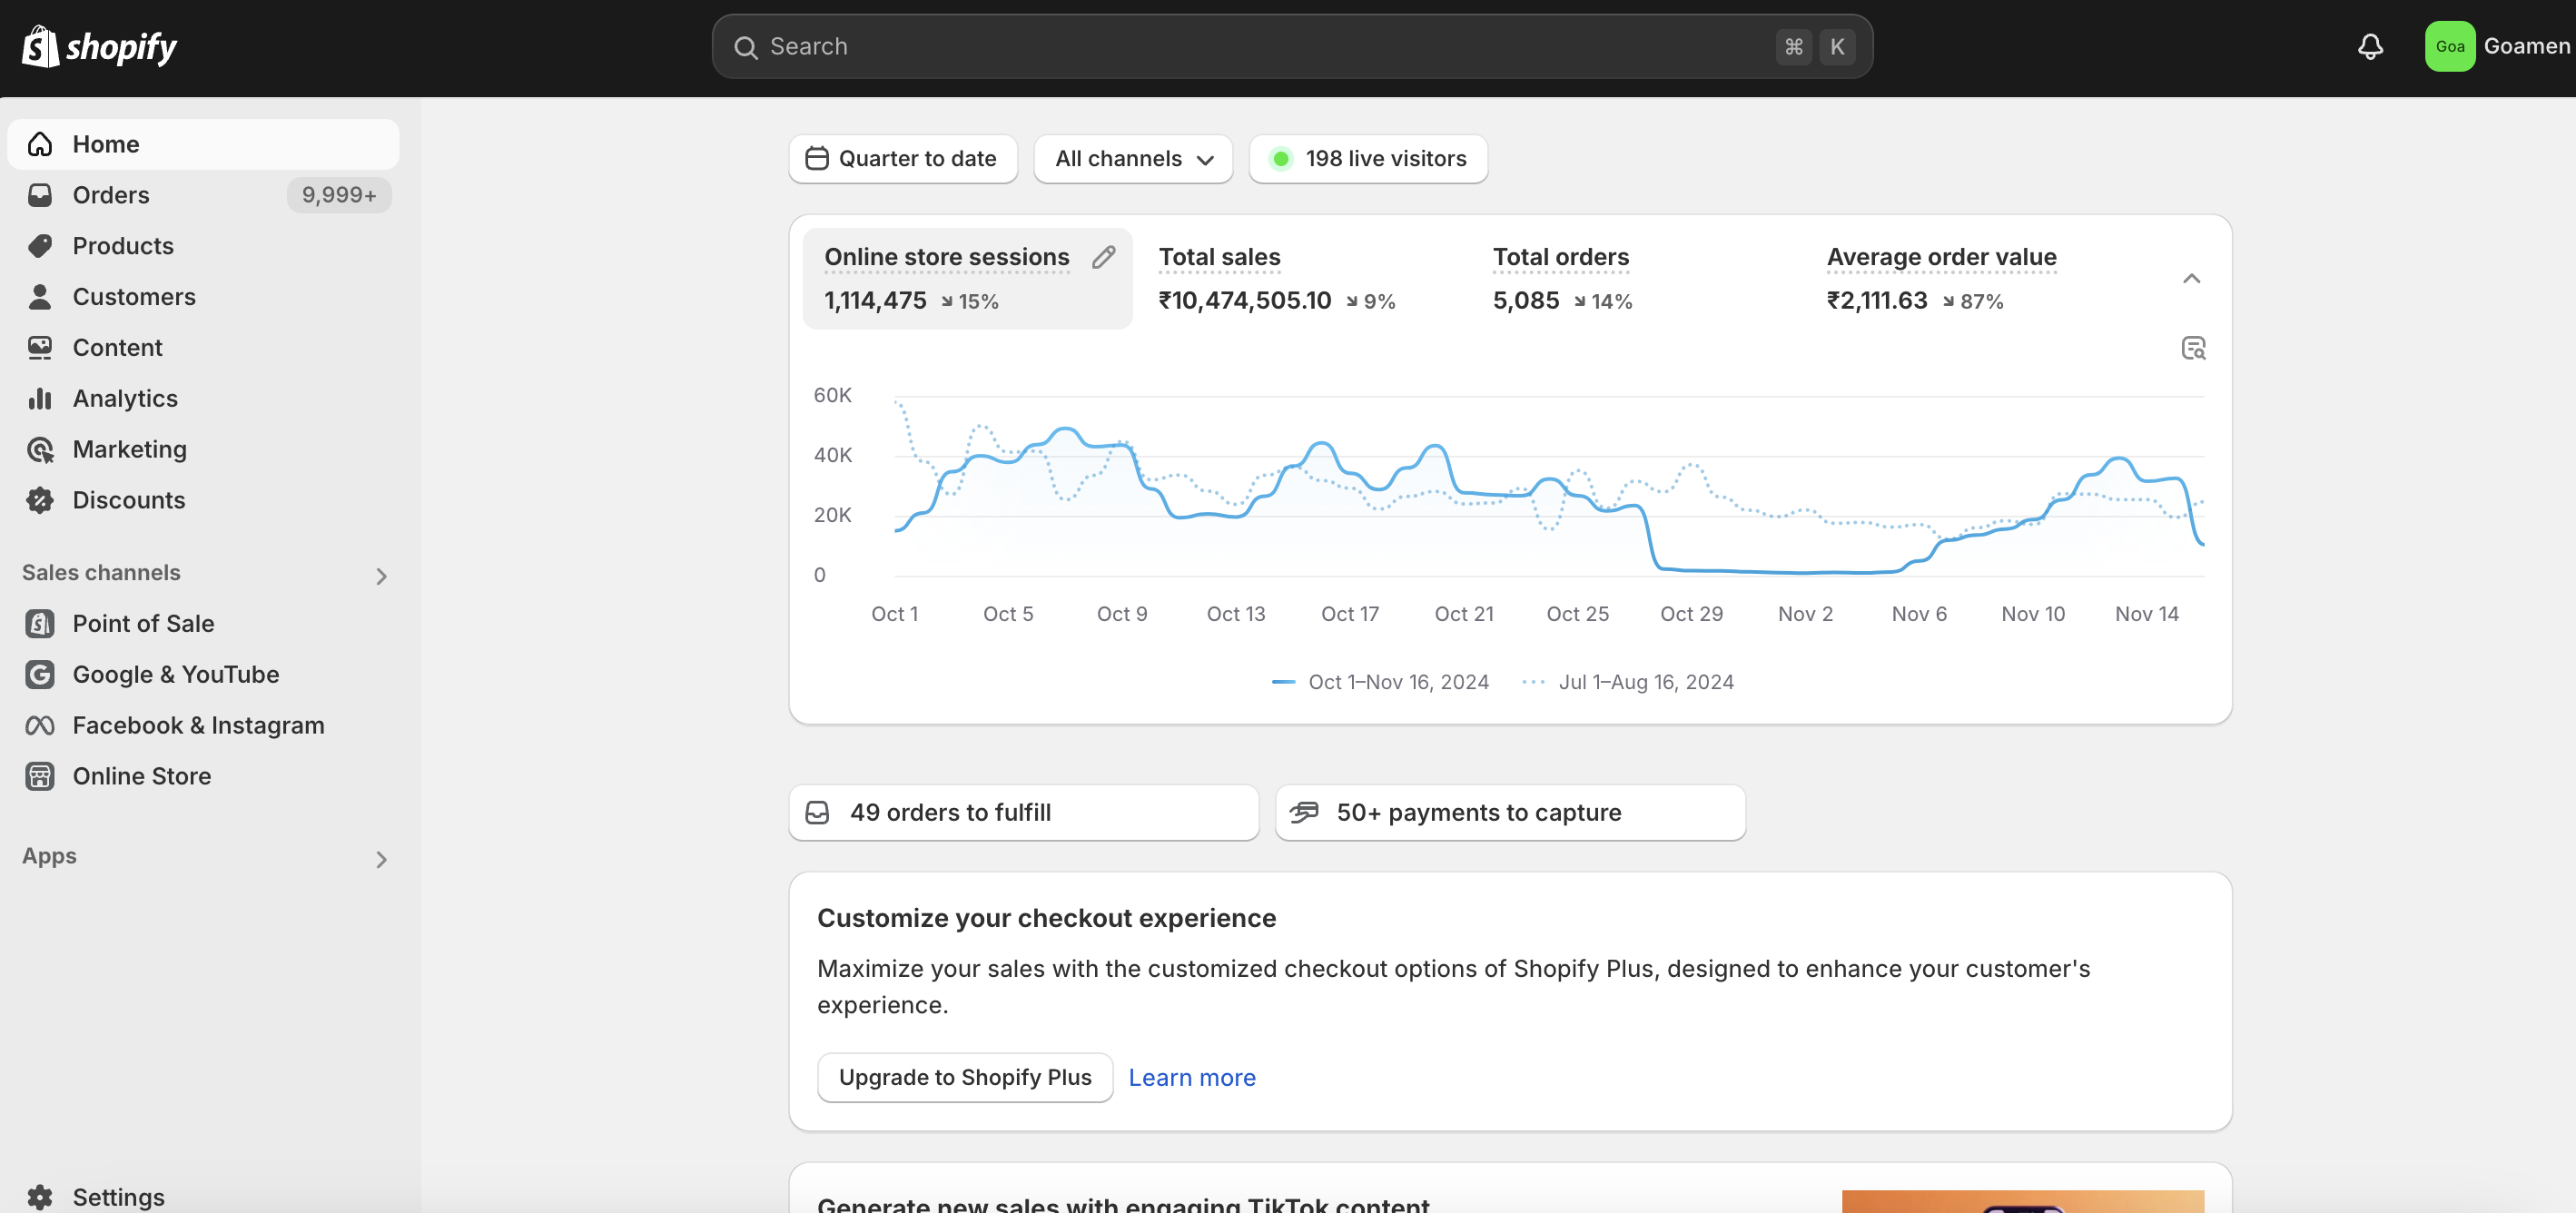 shopify
Search
⌘ K
Goa
Goamen
Home
Orders
9,999+
Products
Customers
Content
Analytics
Marketing
Discounts
Sales channels
Point of Sale
Google & YouTube
Facebook & Instagram
Online Store
Apps
Settings
Quarter to date
All channels
198 live visitors
Online store sessions
1,114,475 15%
Total sales
₹10,474,505.10 9%
Total orders
5,085 14%
Average order value
₹2,111.63 87%
60K
40K
20K
0
Oct 1 Oct 5 Oct 9 Oct 13 Oct 17 Oct 21 Oct 25 Oct 29 Nov 2 Nov 6 Nov 10 Nov 14
Oct 1–Nov 16, 2024 Jul 1–Aug 16, 2024
49 orders to fulfill
50+ payments to capture
Customize your checkout experience
Maximize your sales with the customized checkout options of Shopify Plus, designed to enhance your customer's
experience.
Upgrade to Shopify Plus
Learn more
Generate new sales with engaging TikTok content